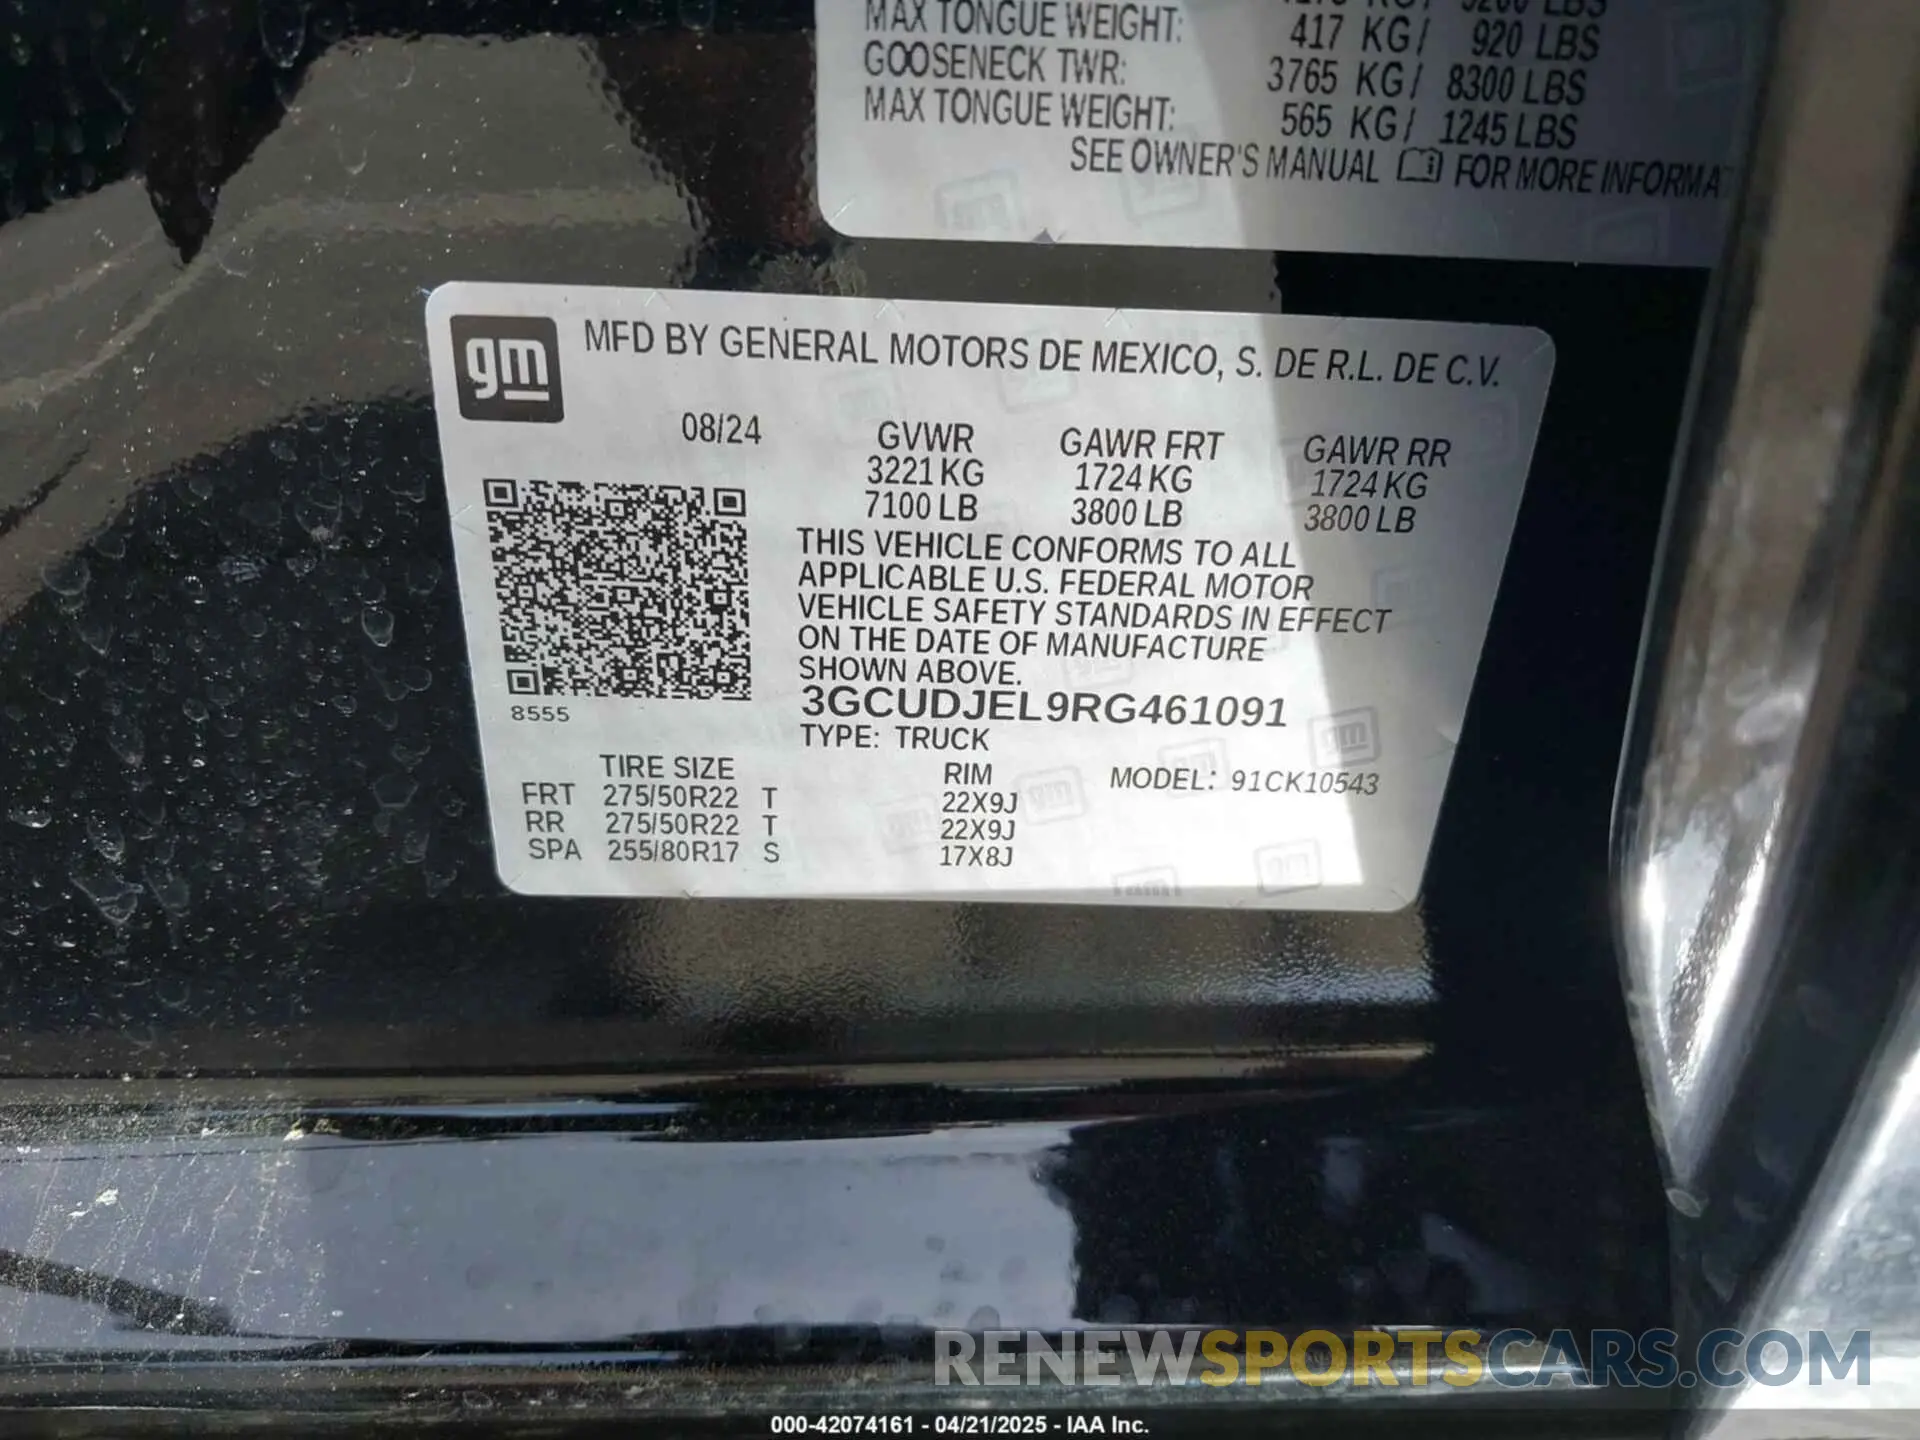 MAX TONGUE WEIGHT: 417 KG/ 920 LBS
GOOSENECK TWR: 3765 KG/ 8300 LBS
MAX TONGUE WEIGHT: 565 KG/ 1245 LBS
SEE OWNER'S MANUAL FOR MORE INFORMAT
gm MFD BY GENERAL MOTORS DE MEXICO, S. DE R.L. DE C.V.
08/24 GVWR GAWR FRT GAWR RR
3221 KG 1724 KG 1724 KG
7100 LB 3800 LB 3800 LB
THIS VEHICLE CONFORMS TO ALL
APPLICABLE U.S. FEDERAL MOTOR
VEHICLE SAFETY STANDARDS IN EFFECT
ON THE DATE OF MANUFACTURE
SHOWN ABOVE.
3GCUDJEL9RG461091
8555
TYPE: TRUCK
TIRE SIZE RIM MODEL: 91CK10543
FRT 275/50R22 T 22X9J
RR 275/50R22 T 22X9J
SPA 255/80R17 S 17X8J
RENEWSPORTSCARS.COM
000-42074161 - 04/21/2025 - IAA Inc.